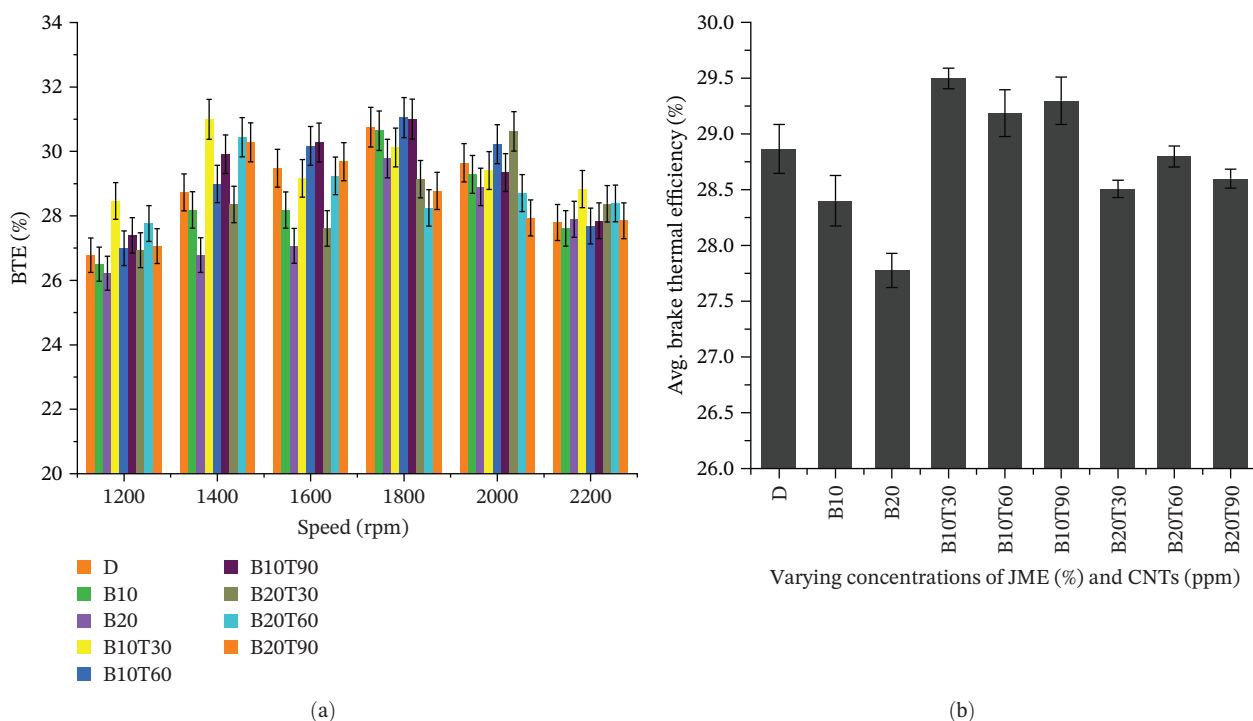 34
32
30
28
26
24
22
20
BTE (%)
1200 1400 1600 1800 2000 2200
Speed (rpm)
D
B10
B20
B10T30
B10T60
B10T90
B20T30
B20T60
B20T90
(a)
30.0
29.5
29.0
28.5
28.0
27.5
27.0
26.5
26.0
Avg. brake thermal efficiency (%)
D
B10
B20
B10T30
B10T60
B10T90
B20T30
B20T60
B20T90
Varying concentrations of JME (%) and CNTs (ppm)
(b)